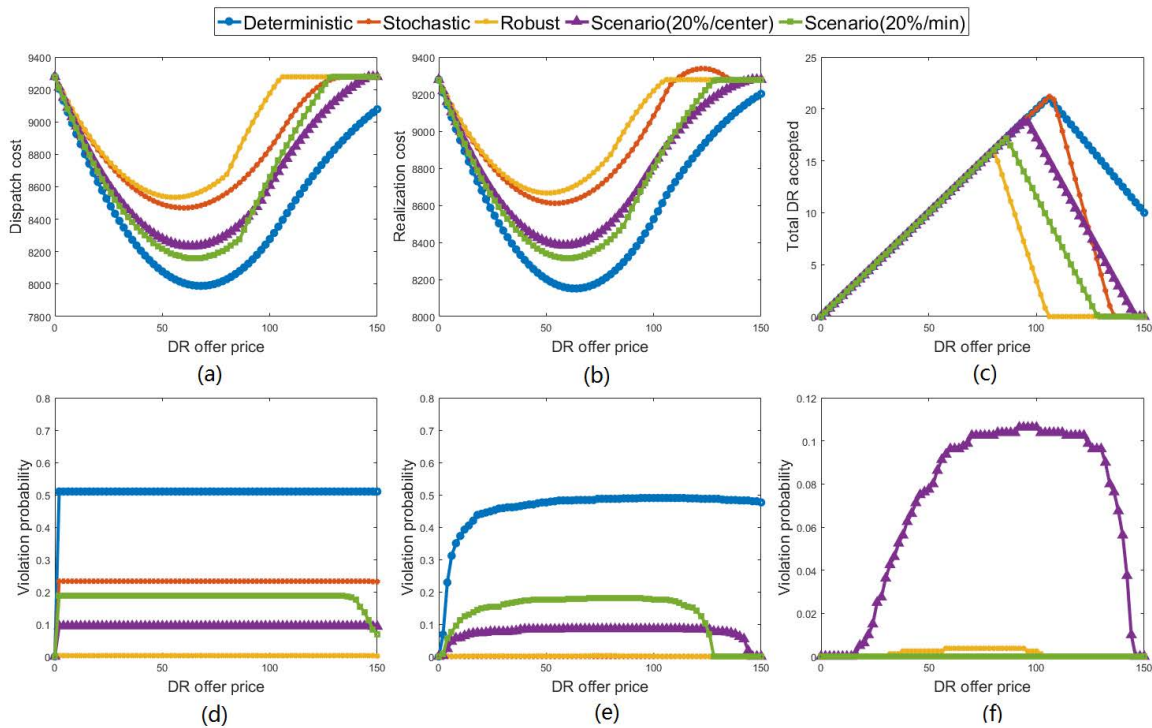 Deterministic Stochastic Robust Scenario(20%/center) Scenario(20%/min)
9400
9200
9000
8800
8600
8400
8200
8000
7800
Dispatch cost
0 50 100 150
DR offer price
(a)
9400
9200
9000
8800
8600
8400
8200
8000
Realization cost
0 50 100 150
DR offer price
(b)
25
20
15
10
5
0
Total DR accepted
0 50 100 150
DR offer price
(c)
0.8
0.7
0.6
0.5
0.4
0.3
0.2
0.1
0
Violation probability
0 50 100 150
DR offer price
(d)
0.8
0.7
0.6
0.5
0.4
0.3
0.2
0.1
0
Violation probability
0 50 100 150
DR offer price
(e)
0.12
0.1
0.08
0.06
0.04
0.02
0
Violation probability
0 50 100 150
DR offer price
(f)